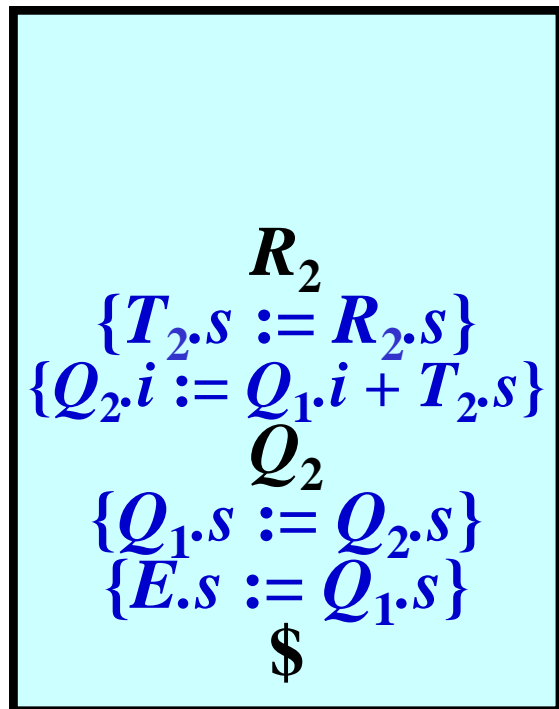 R₂
{T₂.s := R₂.s}
{Q₂.i := Q₁.i + T₂.s}
Q₂
{Q₁.s := Q₂.s}
{E.s := Q₁.s}
$